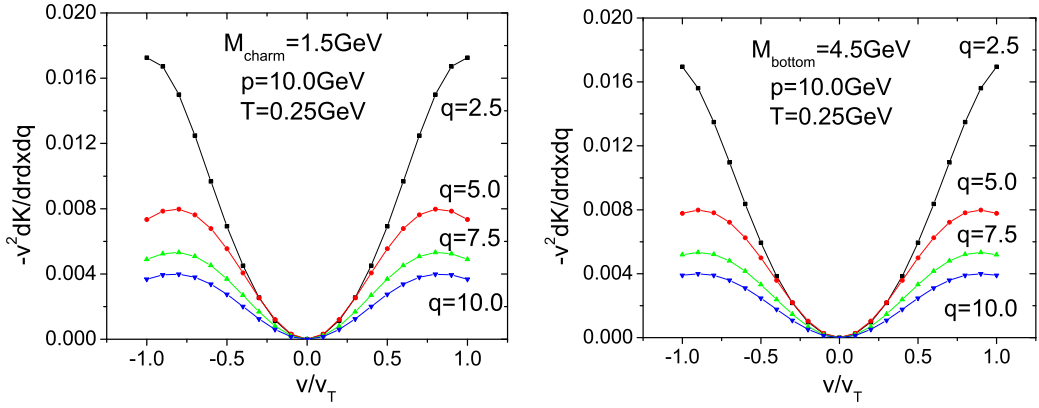 0.020
0.016
0.012
0.008
0.004
0.000
-v²dK/drdxdq
M_charm=1.5GeV
p=10.0GeV
T=0.25GeV
q=2.5
q=5.0
q=7.5
q=10.0
-1.0 -0.5 0.0 0.5 1.0
v/v_T
0.020
0.016
0.012
0.008
0.004
0.000
-v²dK/drdxdq
M_bottom=4.5GeV
p=10.0GeV
T=0.25GeV
q=2.5
q=5.0
q=7.5
q=10.0
-1.0 -0.5 0.0 0.5 1.0
v/v_T